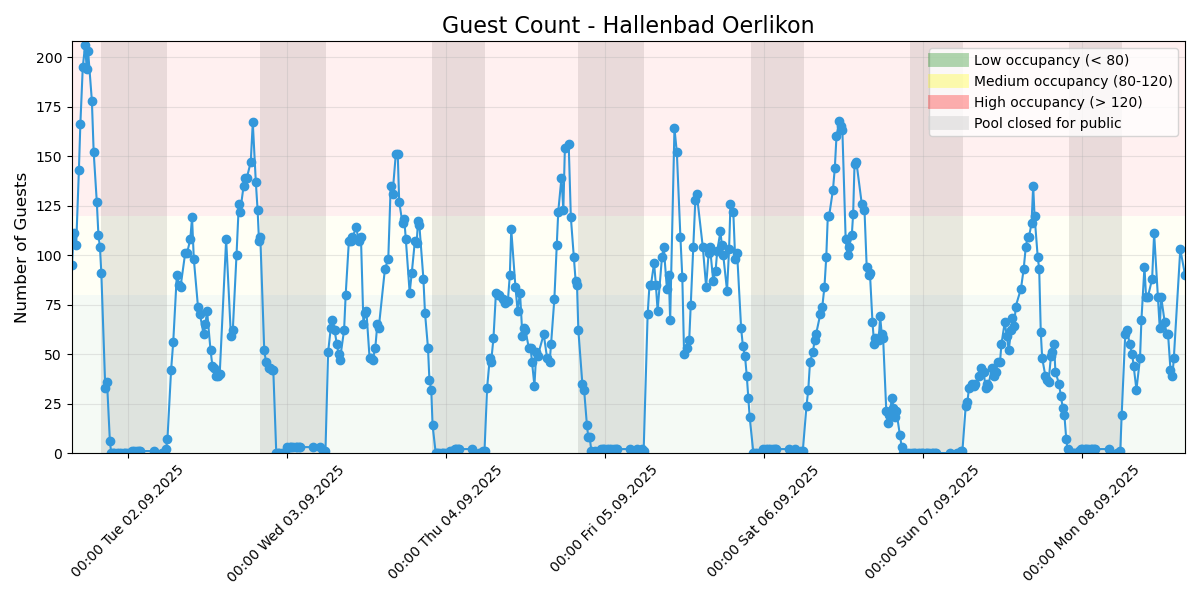 Guest Count - Hallenbad Oerlikon
Number of Guests
200
175
150
125
100
75
50
25
0
Low occupancy (< 80)
Medium occupancy (80-120)
High occupancy (> 120)
Pool closed for public
00:00 Tue 02.09.2025
00:00 Wed 03.09.2025
00:00 Thu 04.09.2025
00:00 Fri 05.09.2025
00:00 Sat 06.09.2025
00:00 Sun 07.09.2025
00:00 Mon 08.09.2025